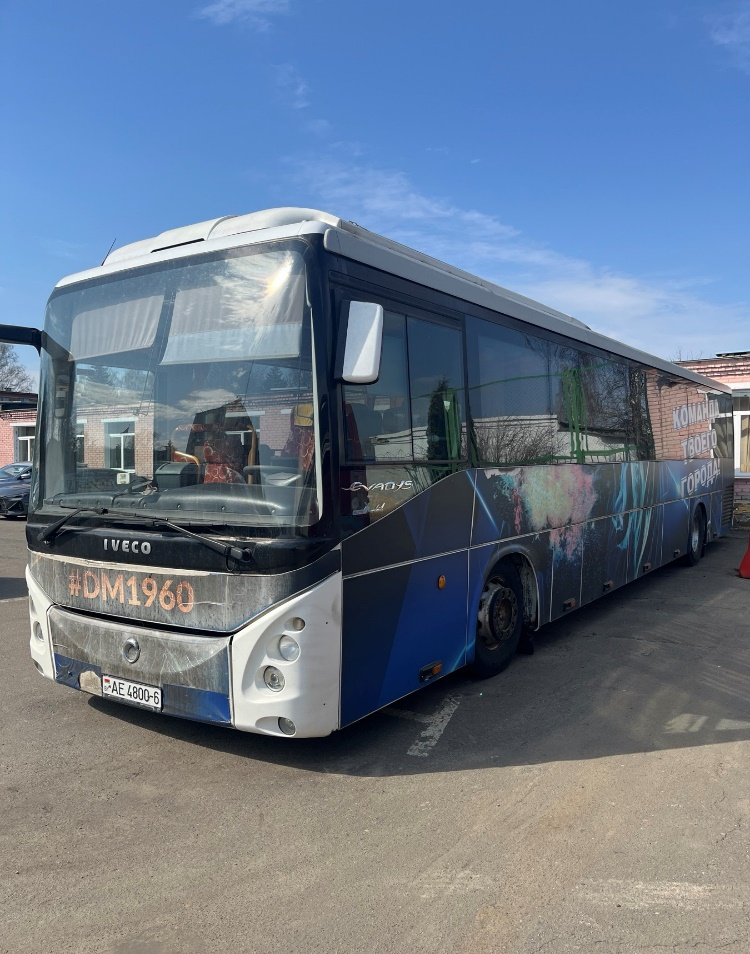 EVADYS
H
IVECO
#DM1960
AE 4800-6
КОМАНДА
ТВОЕГО
ГОРОДА!